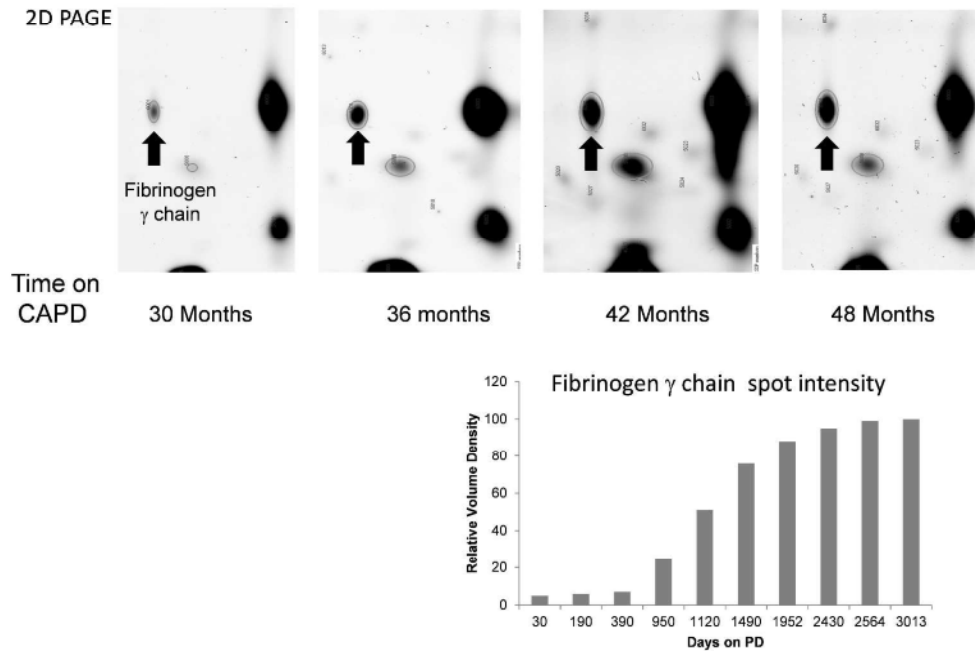 2D PAGE
Fibrinogen
γ chain
Time on
CAPD
30 Months
36 months
42 Months
48 Months
Fibrinogen γ chain spot intensity
Relative Volume Density
120
100
80
60
40
20
0
30 190 390 950 1120 1490 1952 2430 2564 3013
Days on PD